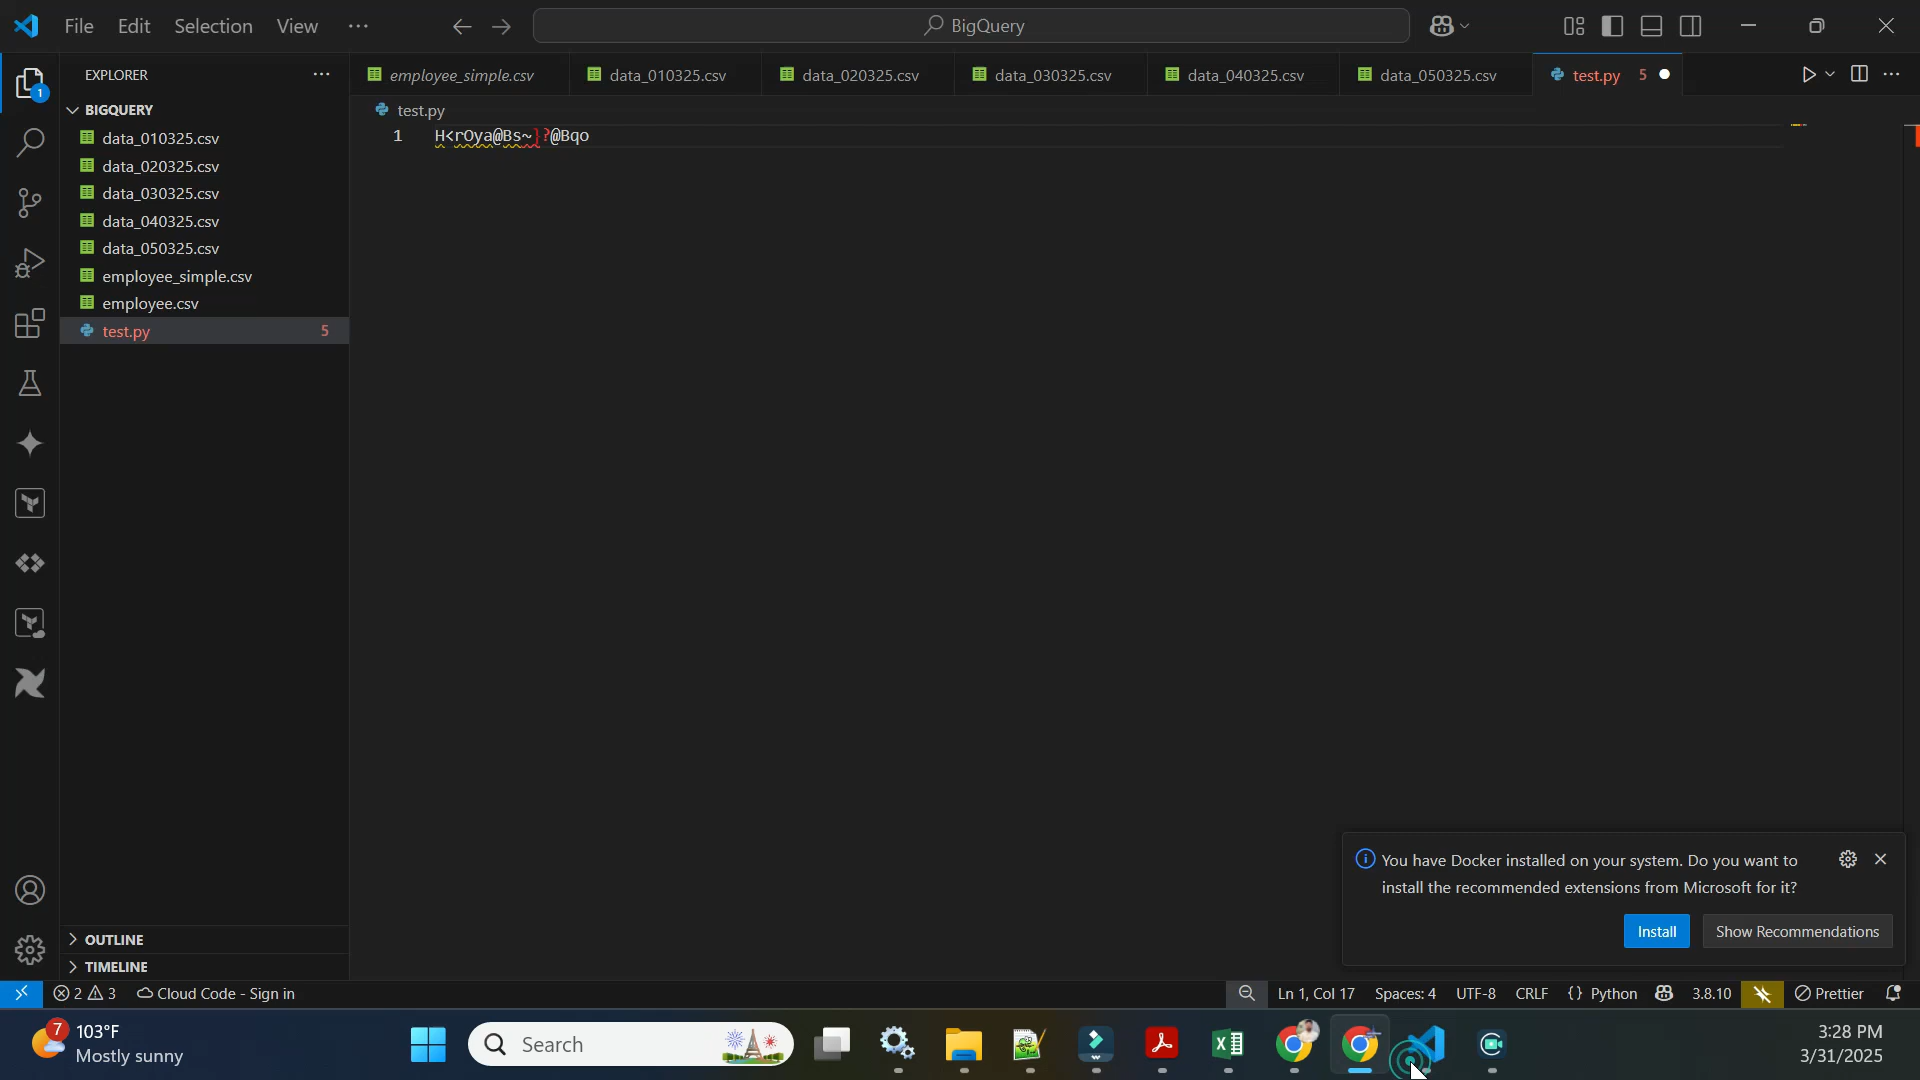 File Edit Selection View ··· BigQuery
EXPLORER ···
employee_simple.csv data_010325.csv data_020325.csv data_030325.csv data_040325.csv data_050325.csv test.py 5
BIGQUERY
test.py
data_010325.csv
1 H<rOya@Bs~}?@Bqo
data_020325.csv
data_030325.csv
data_040325.csv
data_050325.csv
employee_simple.csv
employee.csv
test.py 5
1
You have Docker installed on your system. Do you want to
install the recommended extensions from Microsoft for it?
Install Show Recommendations
OUTLINE
TIMELINE
2 3 Cloud Code - Sign in Ln 1, Col 17 Spaces: 4 UTF-8 CRLF {} Python 3.8.10 Prettier
7 103°F
Mostly sunny
Search
3:28 PM
3/31/2025